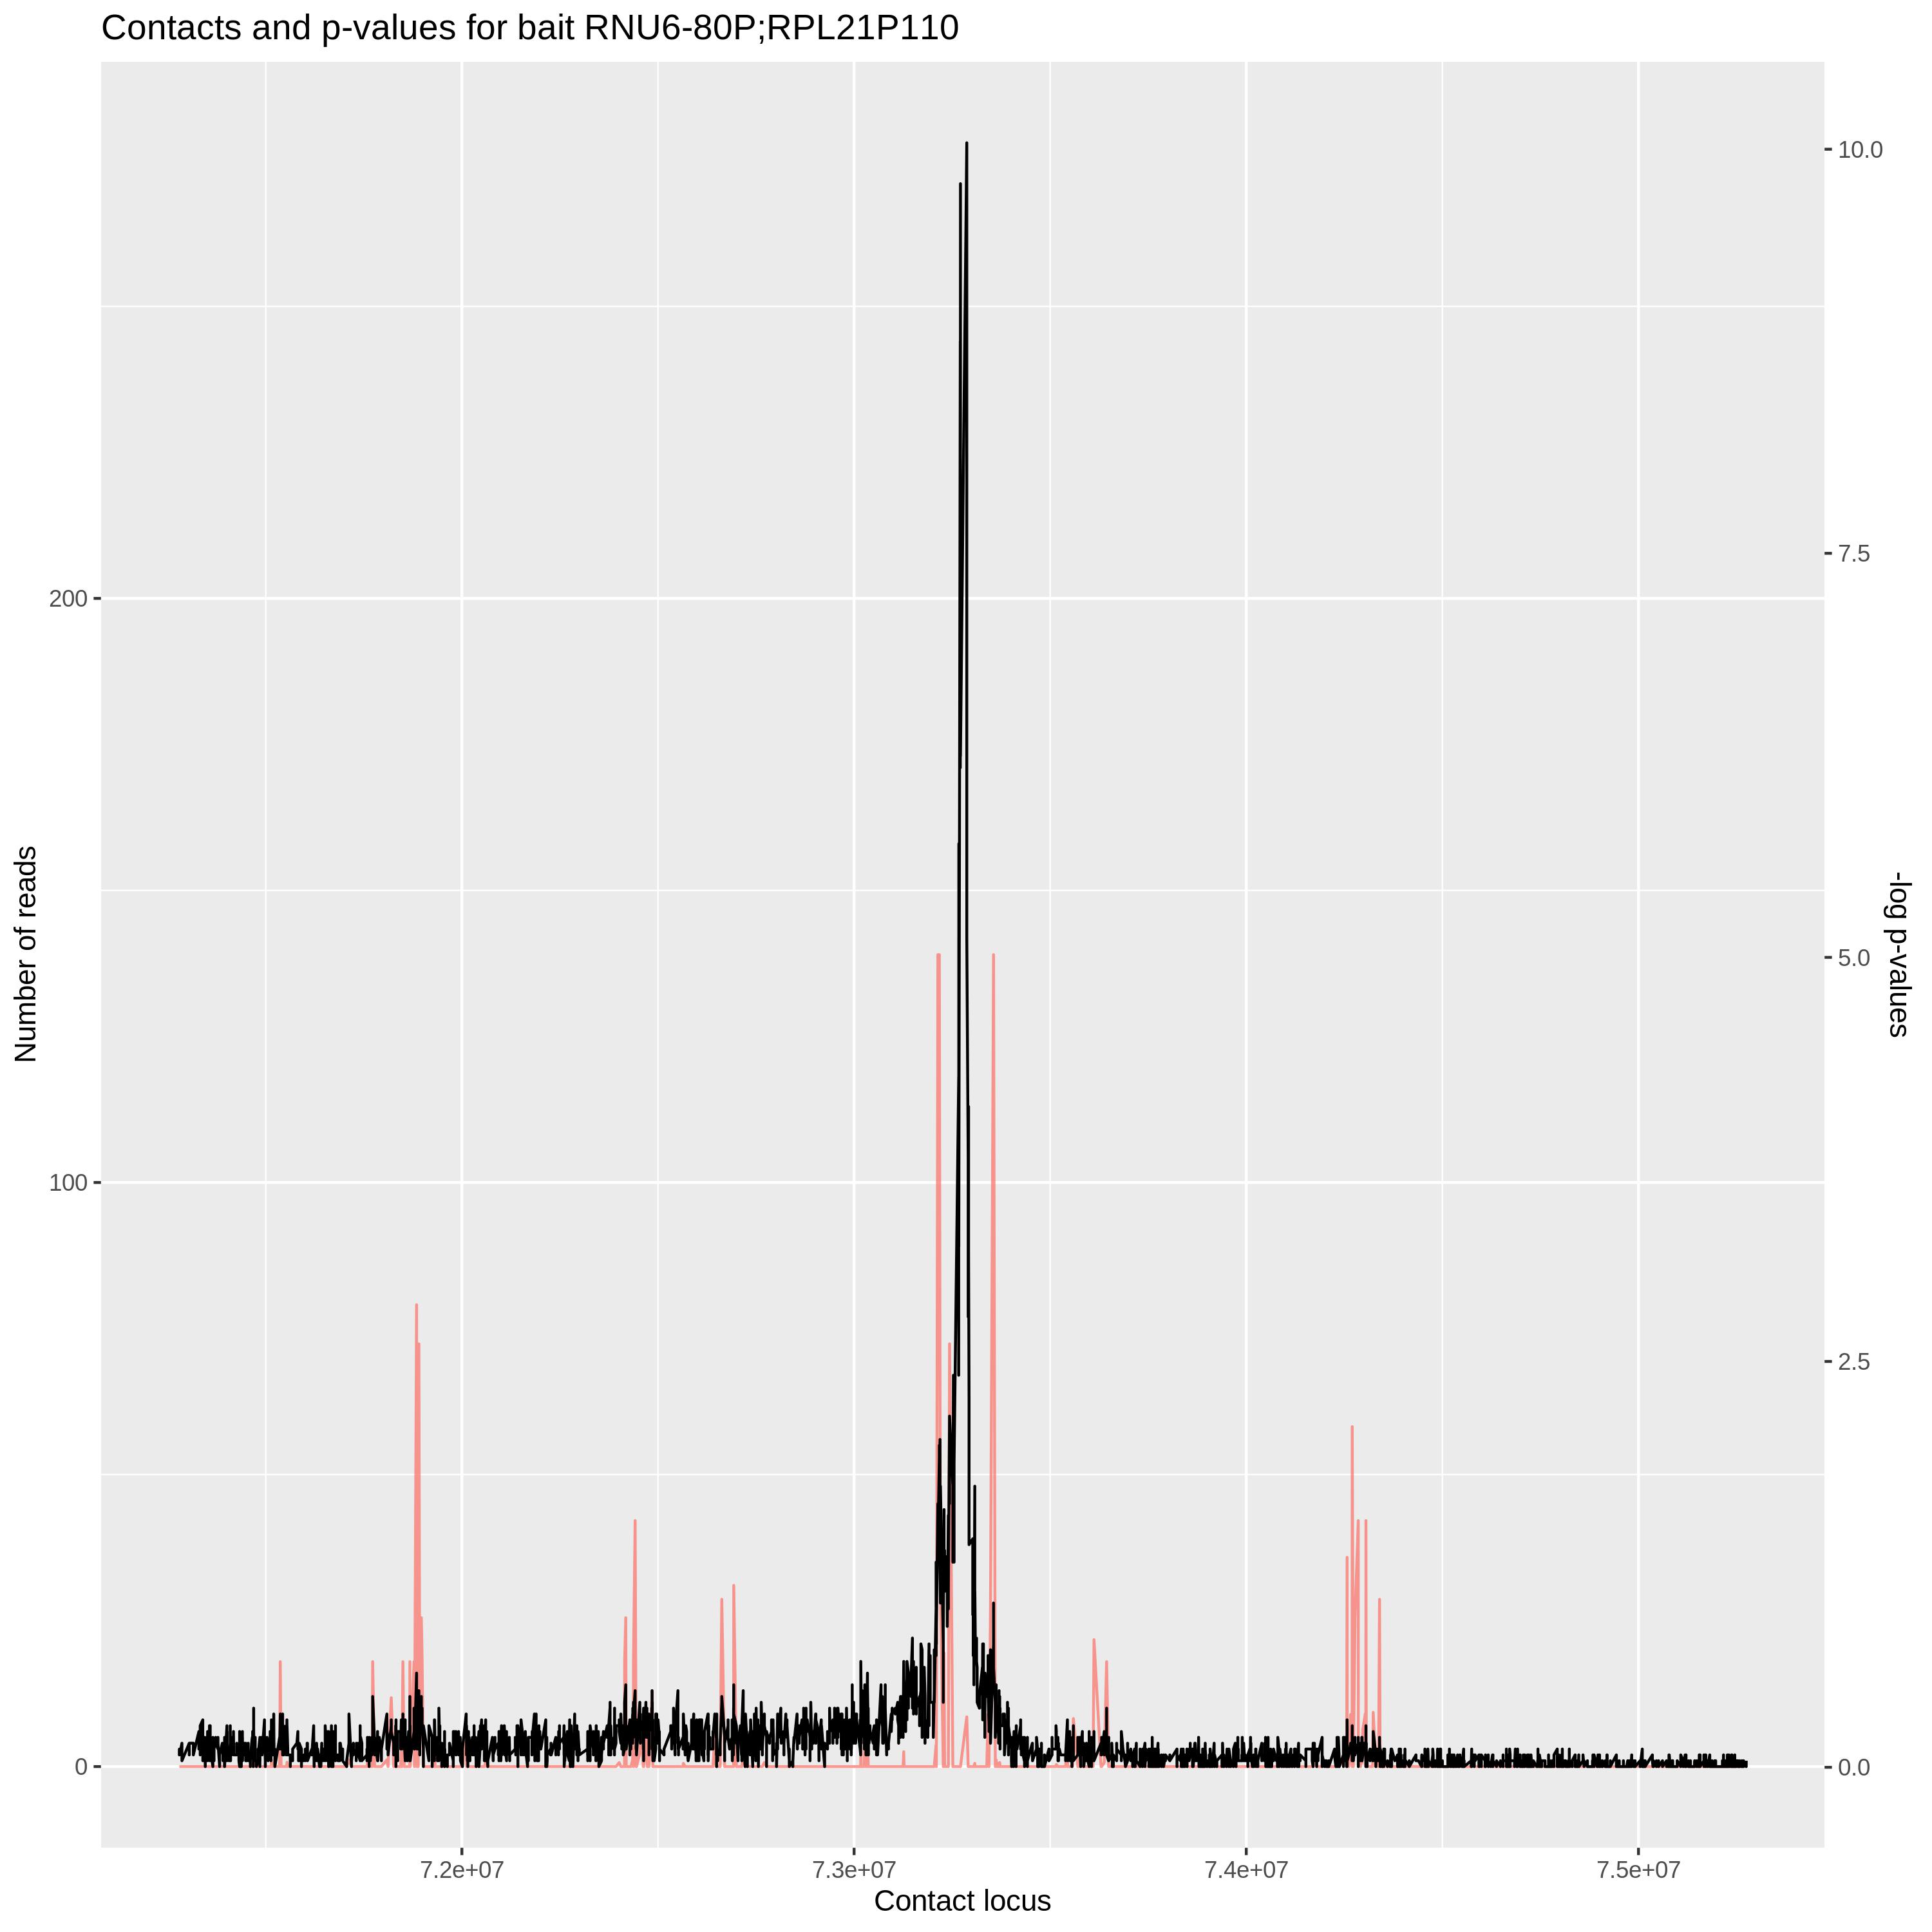 Contacts and p-values for bait RNU6-80P;RPL21P110
10.0
7.5
200
Number of reads
-log p-values
5.0
100
2.5
0
0.0
7.2e+07 7.3e+07 7.4e+07 7.5e+07
Contact locus